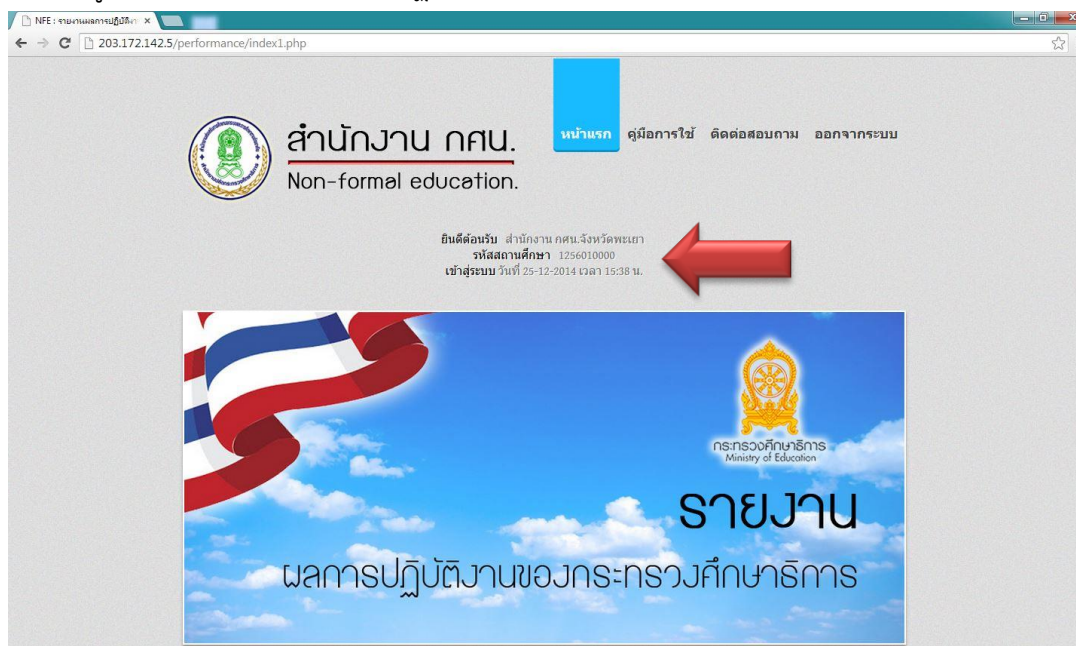 NFE : รายงานผลการปฏิบัติงา
203.172.142.5/performance/index1.php
สำนักงาน กศน.
Non-formal education.
หน้าแรก คู่มือการใช้ ติดต่อสอบถาม ออกจากระบบ
ยินดีต้อนรับ สำนักงาน กศน.จังหวัดพะเยา
รหัสสถานศึกษา 1256010000
เข้าสู่ระบบ วันที่ 25-12-2014 เวลา 15:38 น.
กระทรวงศึกษาธิการ
Ministry of Education
รายงาน
ผลการปฏิบัติงานของกระทรวงศึกษาธิการ